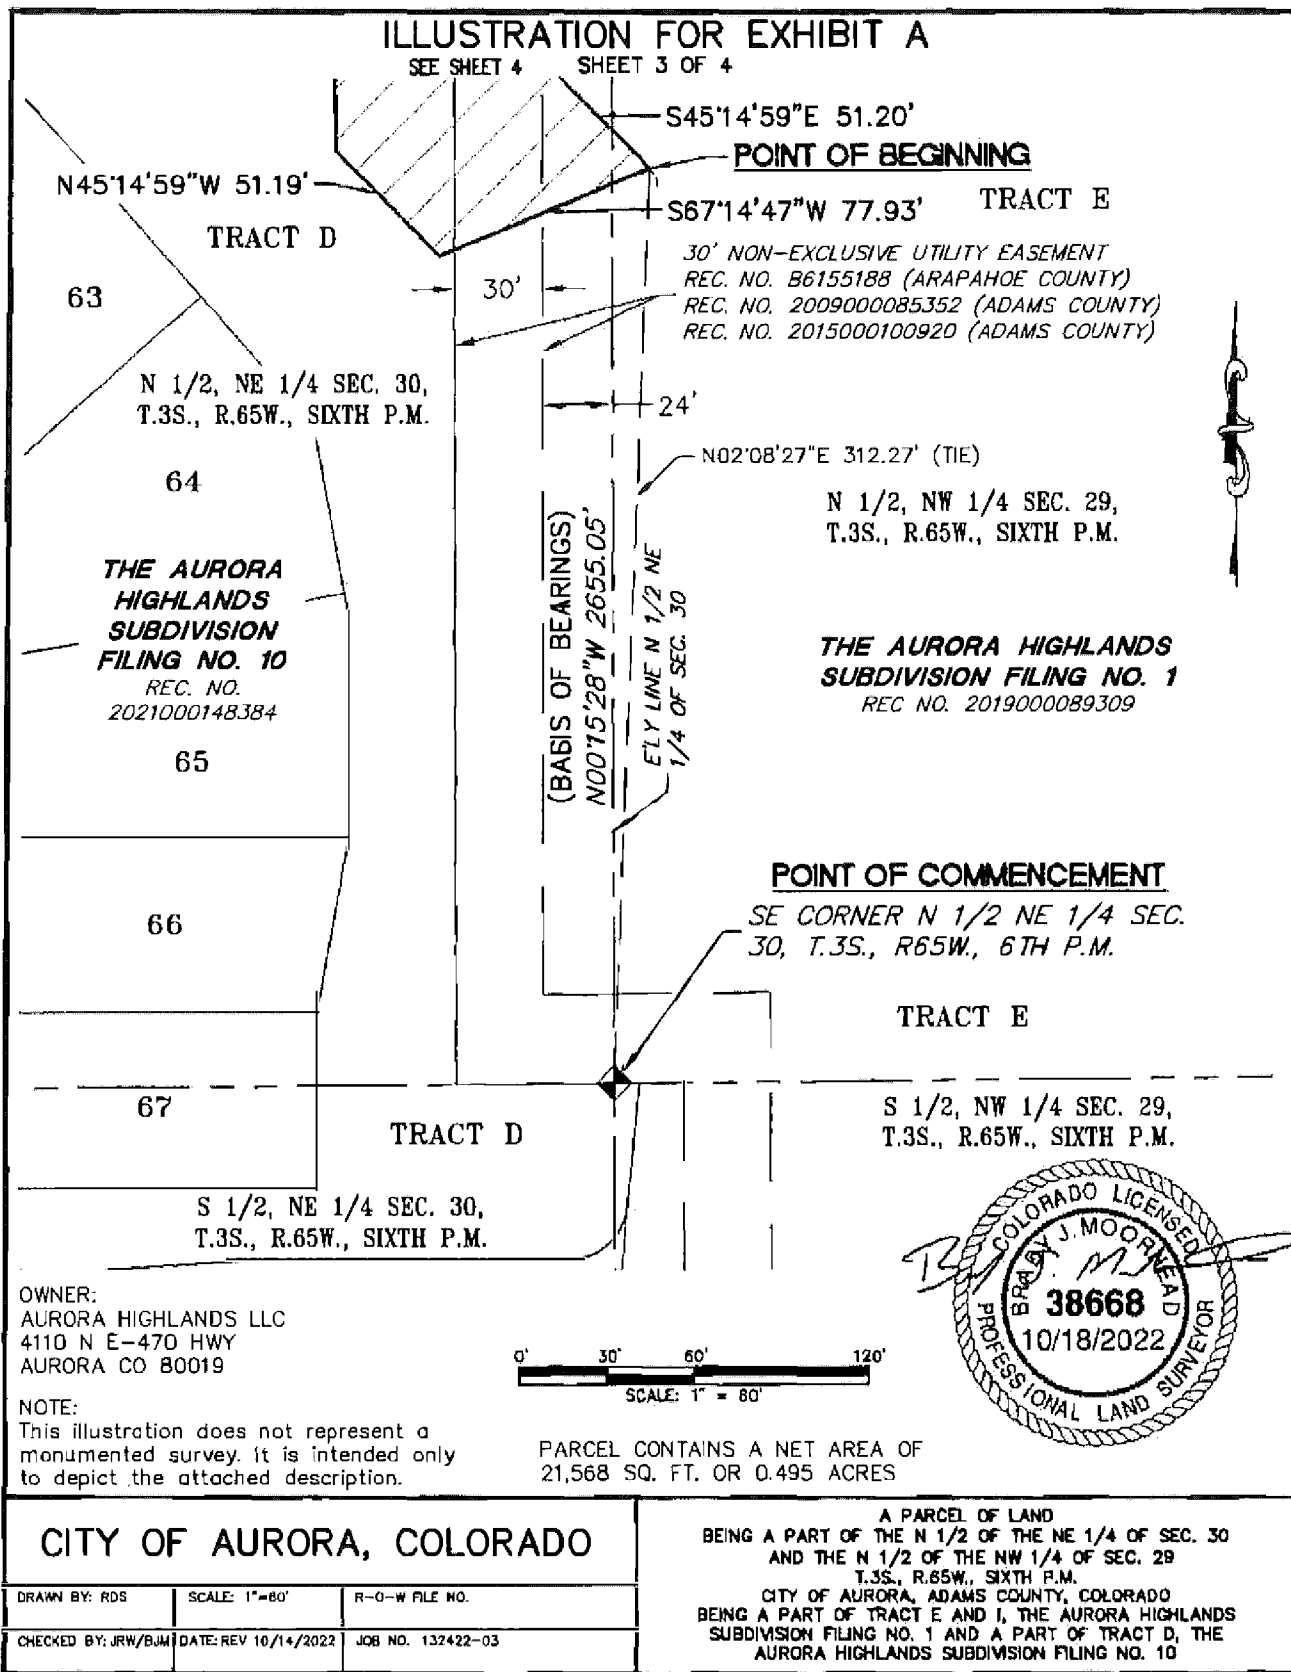 ILLUSTRATION FOR EXHIBIT A
SEE SHEET 4
SHEET 3 OF 4
S45°14'59"E 51.20'
POINT OF BEGINNING
N45°14'59"W 51.19'
S67°14'47"W 77.93'
TRACT E
TRACT D
30' NON-EXCLUSIVE UTILITY EASEMENT
REC. NO. B6155188 (ARAPAHOE COUNTY)
REC. NO. 2009000085352 (ADAMS COUNTY)
REC. NO. 2015000100920 (ADAMS COUNTY)
63
30'
N 1/2, NE 1/4 SEC. 30,
T.3S., R.65W., SIXTH P.M.
24'
N02°08'27"E 312.27' (TIE)
64
N 1/2, NW 1/4 SEC. 29,
T.3S., R.65W., SIXTH P.M.
(BASIS OF BEARINGS)
N00°15'28"W 2655.05'
E'LY LINE N 1/2 NE
1/4 OF SEC. 30
THE AURORA
HIGHLANDS
SUBDIVISION
FILING NO. 10
REC. NO.
2021000148384
THE AURORA HIGHLANDS
SUBDIVISION FILING NO. 1
REC NO. 2019000089309
65
POINT OF COMMENCEMENT
SE CORNER N 1/2 NE 1/4 SEC.
30, T.3S., R65W., 6TH P.M.
66
TRACT E
67
TRACT D
S 1/2, NW 1/4 SEC. 29,
T.3S., R.65W., SIXTH P.M.
S 1/2, NE 1/4 SEC. 30,
T.3S., R.65W., SIXTH P.M.
COLORADO LICENSED
BRADY J. MOORHEAD
38668
10/18/2022
PROFESSIONAL LAND SURVEYOR
OWNER:
AURORA HIGHLANDS LLC
4110 N E-470 HWY
AURORA CO 80019
0' 30' 60' 120'
SCALE: 1" = 60'
NOTE:
This illustration does not represent a
monumented survey. It is intended only
to depict the attached description.
PARCEL CONTAINS A NET AREA OF
21,568 SQ. FT. OR 0.495 ACRES
CITY OF AURORA, COLORADO
DRAWN BY: RDS
SCALE: 1"=60'
R-O-W FILE NO.
CHECKED BY: JRW/BJM
DATE: REV 10/14/2022
JOB NO. 132422-03
A PARCEL OF LAND
BEING A PART OF THE N 1/2 OF THE NE 1/4 OF SEC. 30
AND THE N 1/2 OF THE NW 1/4 OF SEC. 29
T.3S., R.65W., SIXTH P.M.
CITY OF AURORA, ADAMS COUNTY, COLORADO
BEING A PART OF TRACT E AND I, THE AURORA HIGHLANDS
SUBDIVISION FILING NO. 1 AND A PART OF TRACT D, THE
AURORA HIGHLANDS SUBDIVISION FILING NO. 10